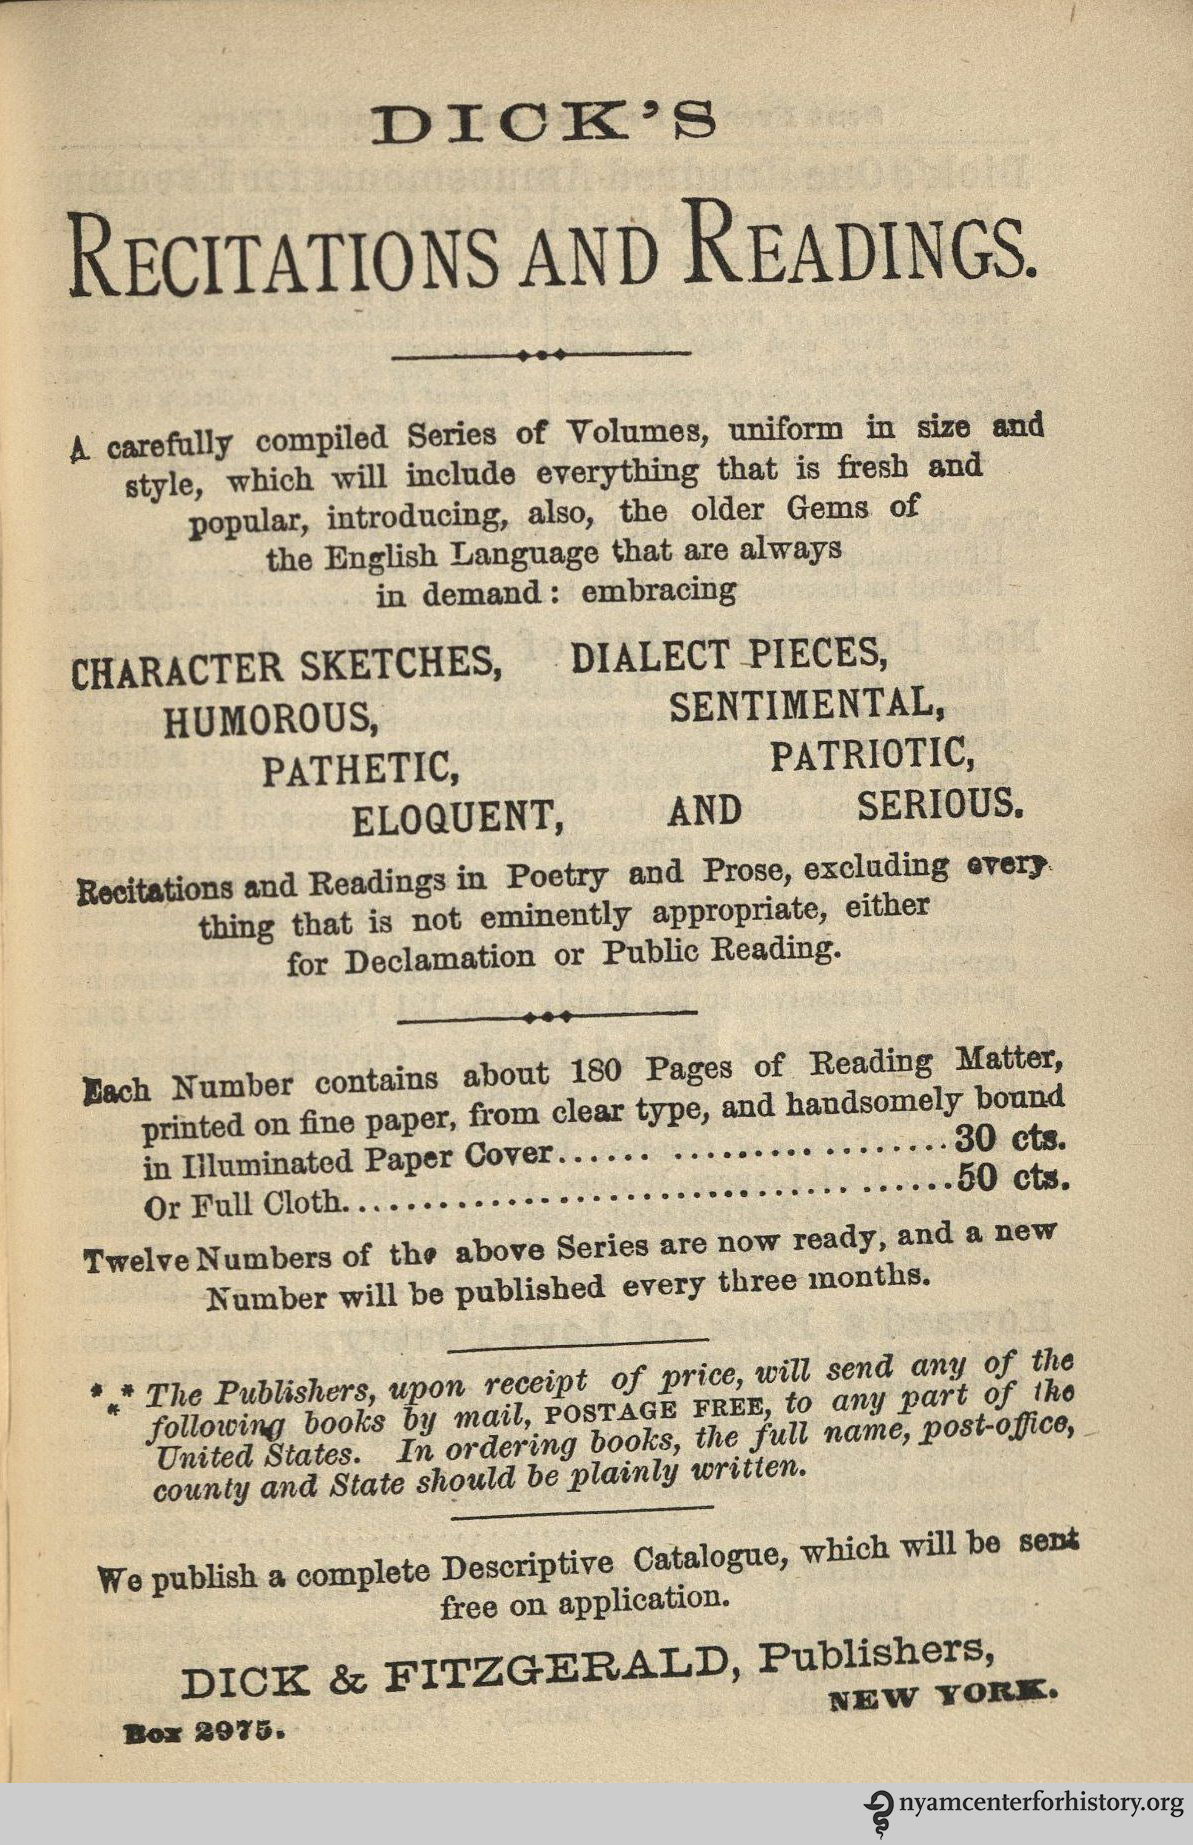 DICK'S
RECITATIONS AND READINGS.
A carefully compiled Series of Volumes, uniform in size and
style, which will include everything that is fresh and
popular, introducing, also, the older Gems of
the English Language that are always
in demand: embracing
CHARACTER SKETCHES, DIALECT PIECES,
HUMOROUS, SENTIMENTAL,
PATHETIC, PATRIOTIC,
ELOQUENT, AND SERIOUS.
Recitations and Readings in Poetry and Prose, excluding every-
thing that is not eminently appropriate, either
for Declamation or Public Reading.
Each Number contains about 180 Pages of Reading Matter,
printed on fine paper, from clear type, and handsomely bound
in Illuminated Paper Cover...... .......... .........30 cts.
Or Full Cloth............................... ......50 cts.
Twelve Numbers of the above Series are now ready, and a new
Number will be published every three months.
*** The Publishers, upon receipt of price, will send any of the
following books by mail, POSTAGE FREE, to any part of the
United States. In ordering books, the full name, post-office,
county and State should be plainly written.
We publish a complete Descriptive Catalogue, which will be sent
free on application.
DICK & FITZGERALD, Publishers,
NEW YORK.
Box 2975.
nyamcenterforhistory.org